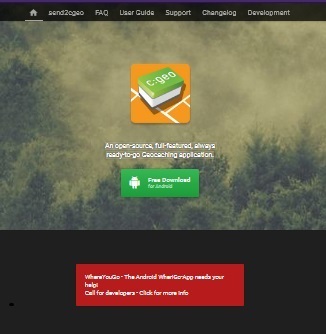 send2cgeo FAQ User Guide Support Changelog Development
c:geo
An open-source, full-featured, always
ready-to-go Geocaching application.
Free Download
for Android
WhereYouGo - The Android WherIGo-App needs your
help!
Call for developers - Click for more info